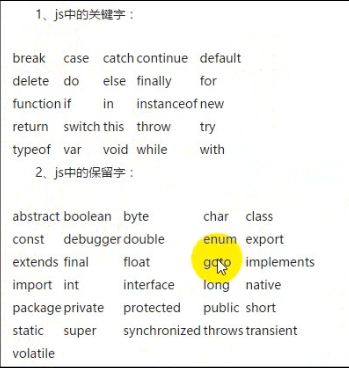 1、js中的关键字：
break case catch continue default
delete do else finally for
function if in instanceof new
return switch this throw try
typeof var void while with
2、js中的保留字：
abstract boolean byte char class
const debugger double enum export
extends final float goto implements
import int interface long native
package private protected public short
static super synchronized throws transient
volatile